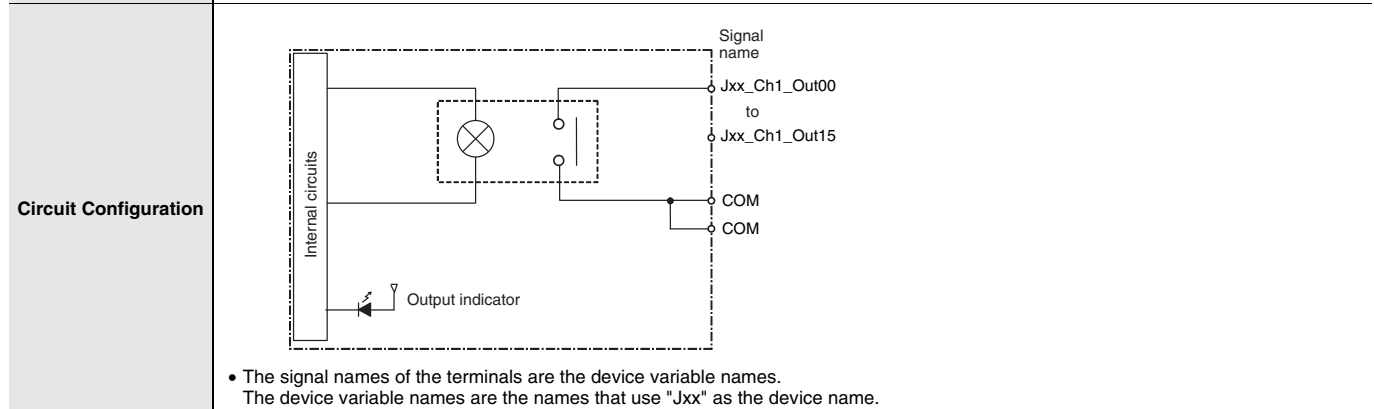 Circuit Configuration
Signal
name
Internal circuits
Jxx_Ch1_Out00
to
Jxx_Ch1_Out15
COM
COM
Output indicator
• The signal names of the terminals are the device variable names.
The device variable names are the names that use "Jxx" as the device name.